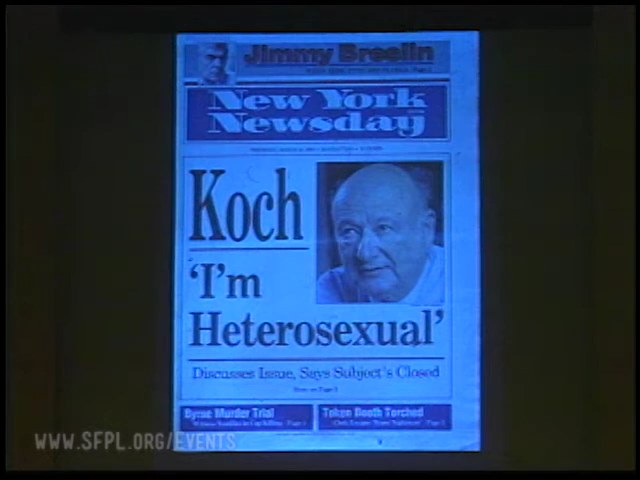 Jimmy Breslin
New York
Newsday
Koch
'I'm
Heterosexual'
Discusses Issue, Says Subject's Closed
Byrne Murder Trial
Token Booth Torched
WWW.SFPL.ORG/EVENTS